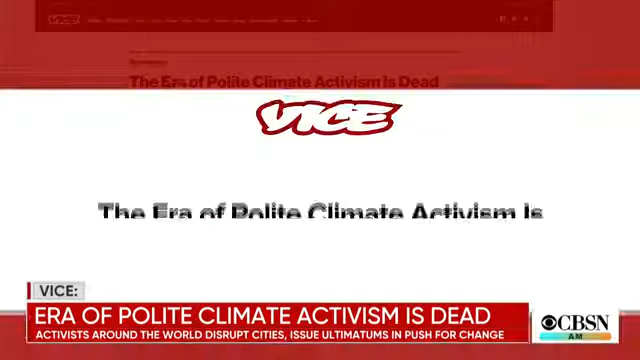 VICE
The Era of Polite Climate Activism Is Dead
VICE
The Era of Polite Climate Activism Is
VICE:
ERA OF POLITE CLIMATE ACTIVISM IS DEAD
ACTIVISTS AROUND THE WORLD DISRUPT CITIES, ISSUE ULTIMATUMS IN PUSH FOR CHANGE
CBSN
AM